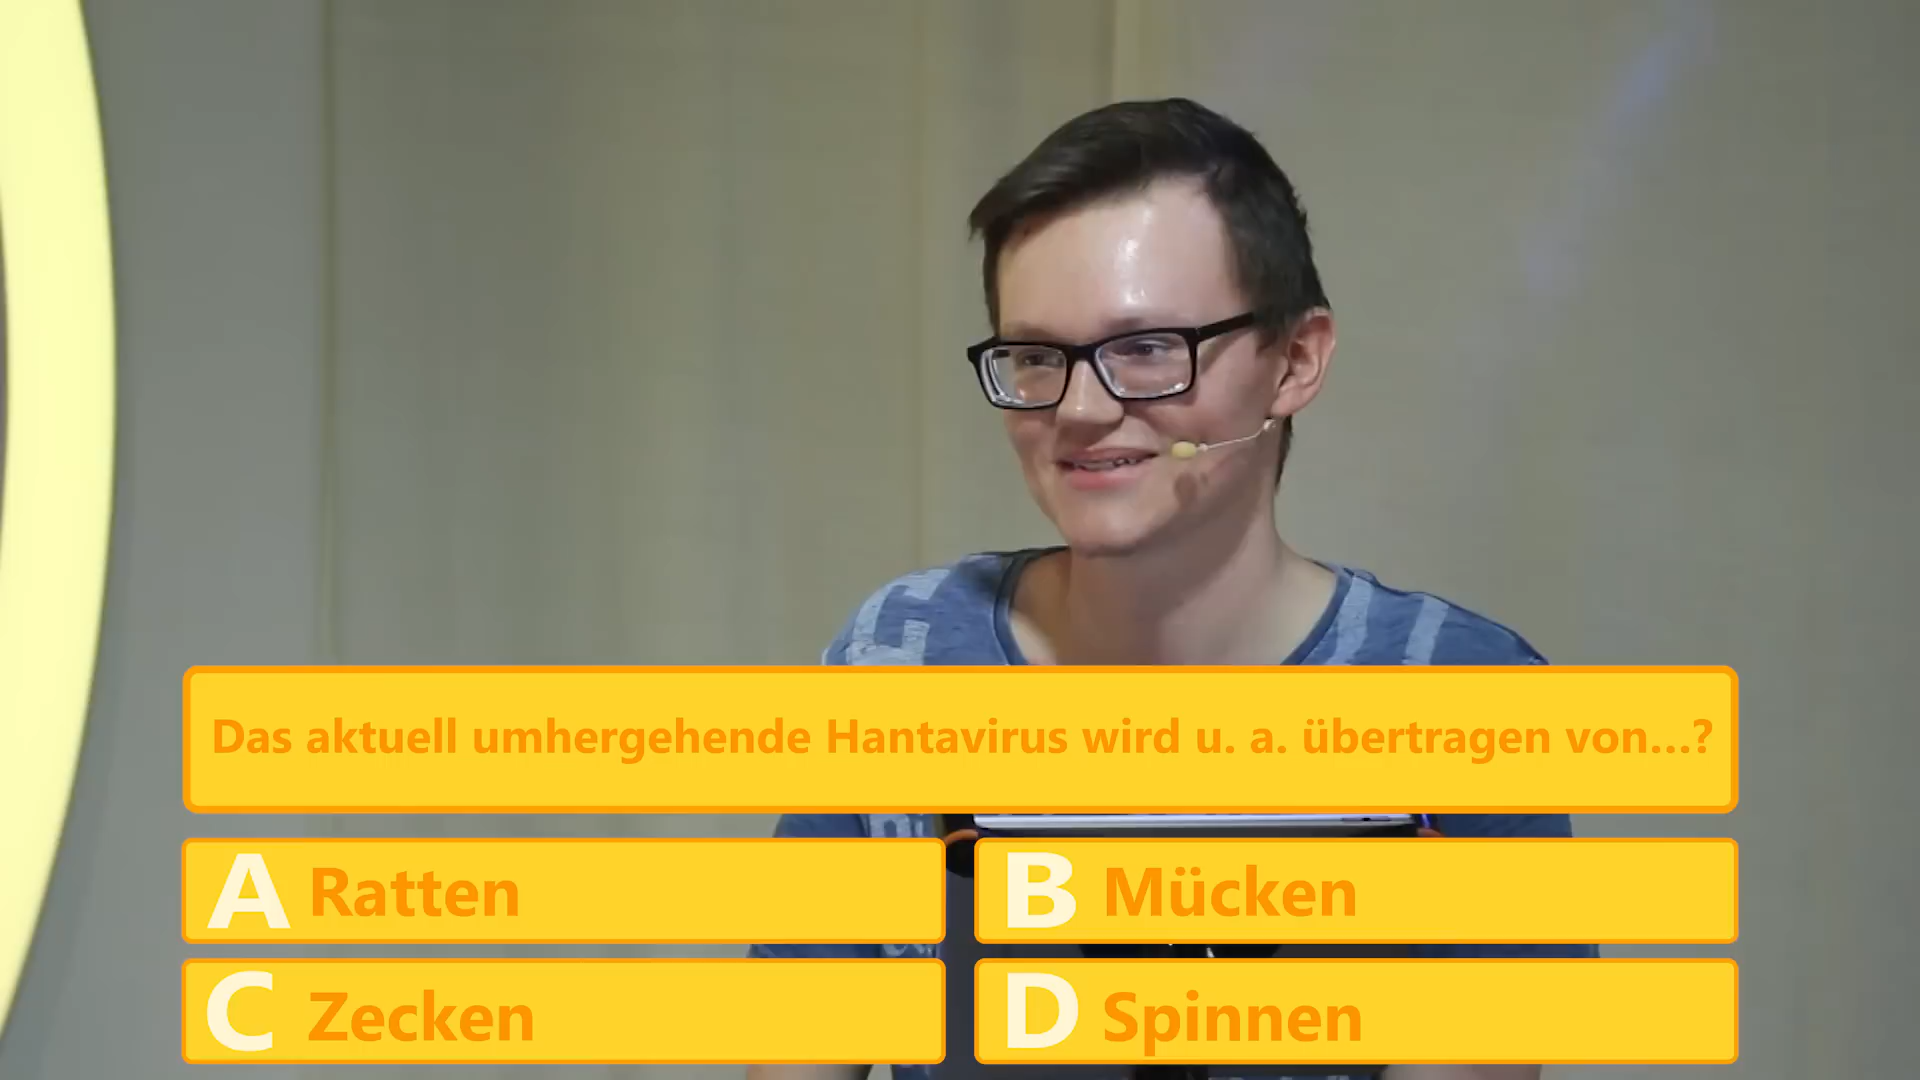 Das aktuell umhergehende Hantavirus wird u. a. übertragen von...?
A Ratten
B Mücken
C Zecken
D Spinnen